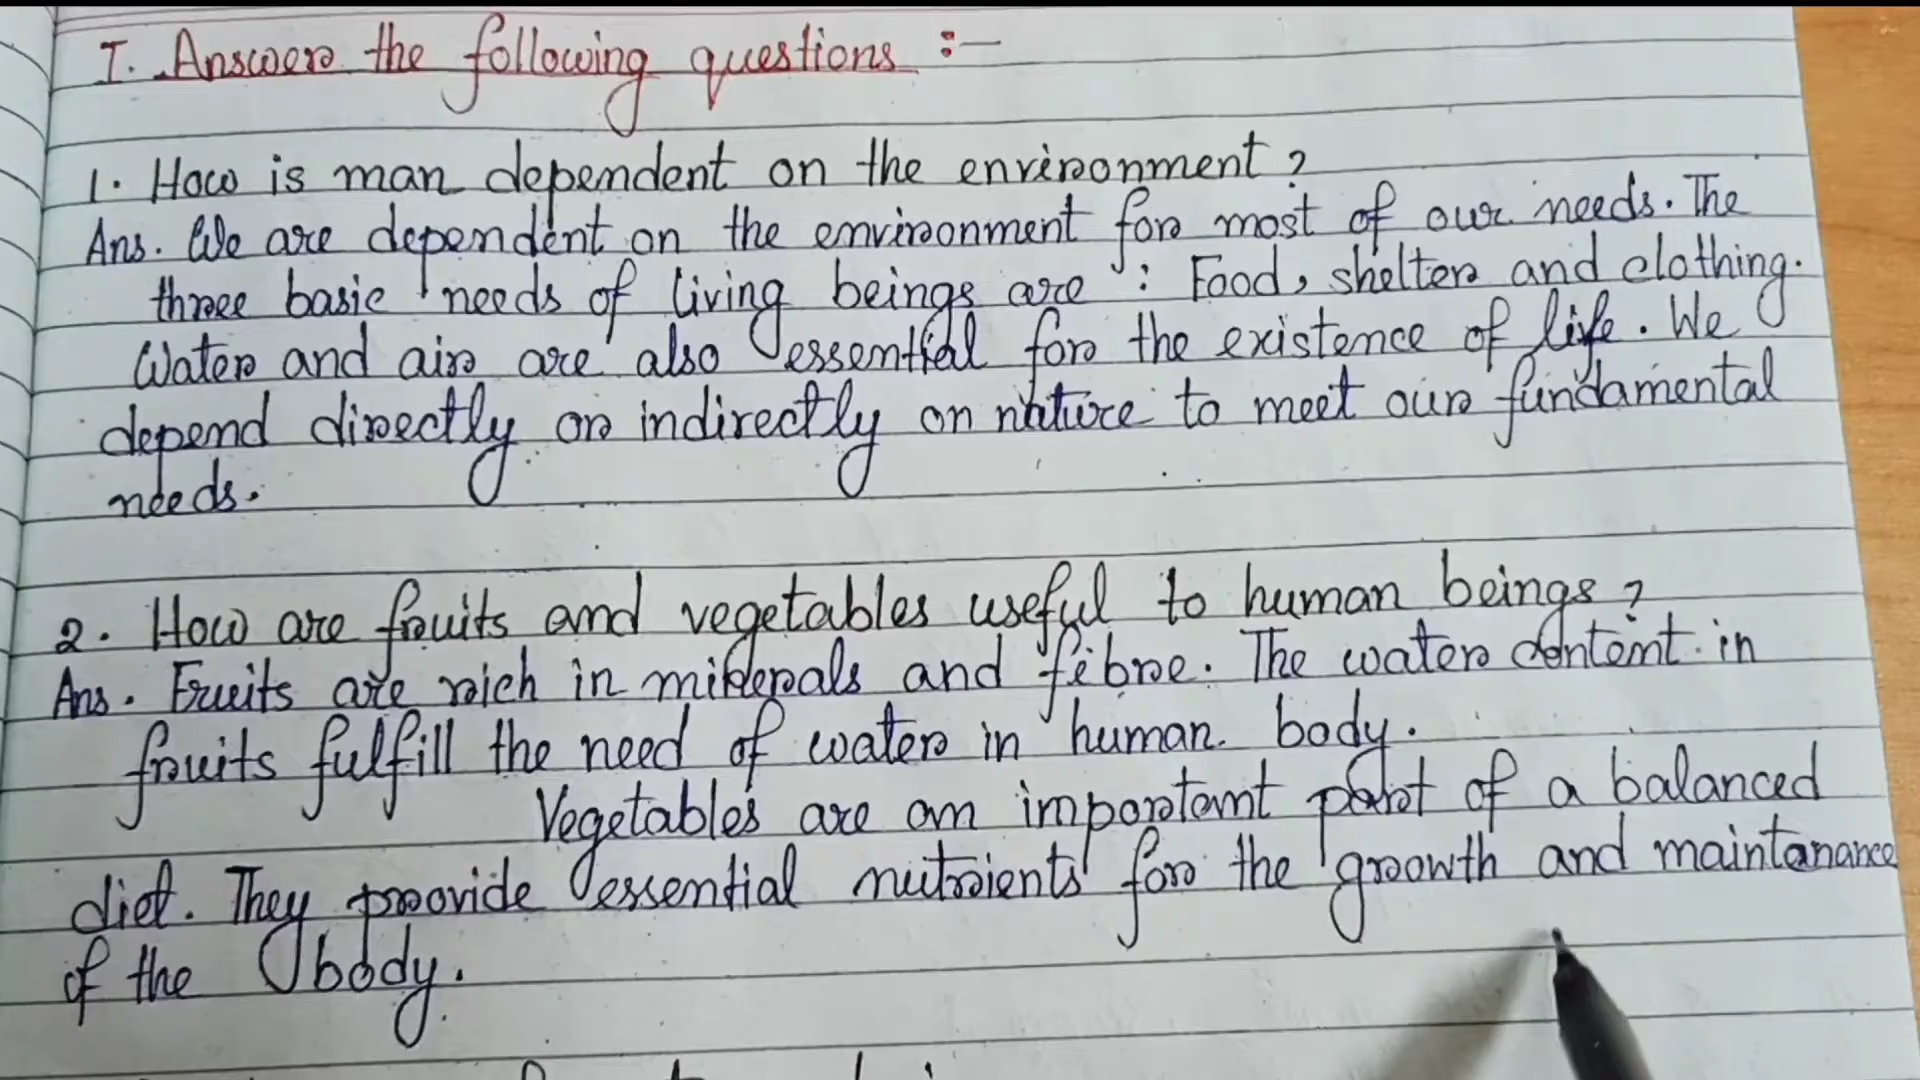 I. Answer the following questions :-
1. How is man dependent on the environment?
Ans. We are dependent on the environment for most of our needs. The
three basic needs of living beings are : Food, shelter and clothing.
Water and air are also essential for the existence of life. We
depend directly or indirectly on nature to meet our fundamental
needs.
2. How are fruits and vegetables useful to human beings?
Ans. Fruits are rich in minerals and fibre. The water content in
fruits fulfill the need of water in human body.
Vegetables are an important part of a balanced
diet. They provide essential nutrients for the growth and maintanance
of the body.